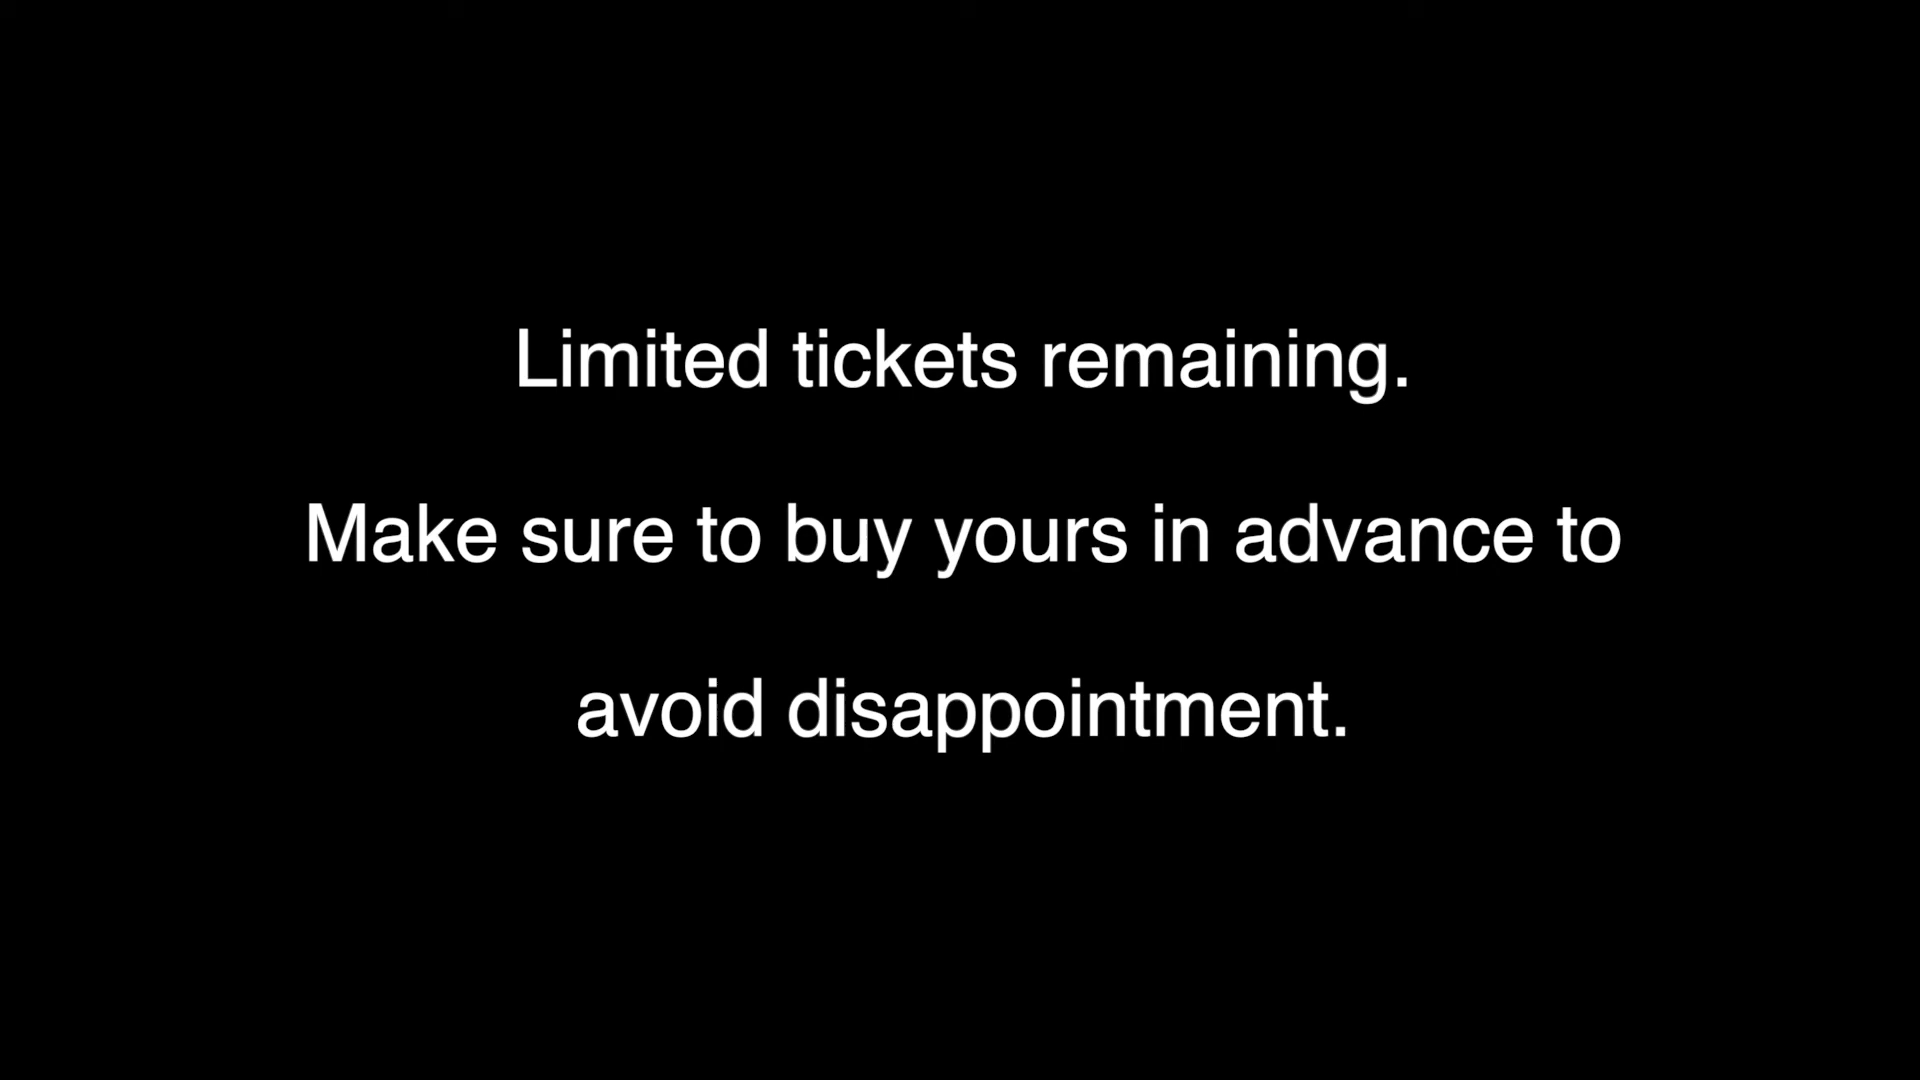 Limited tickets remaining.
Make sure to buy yours in advance to
avoid disappointment.